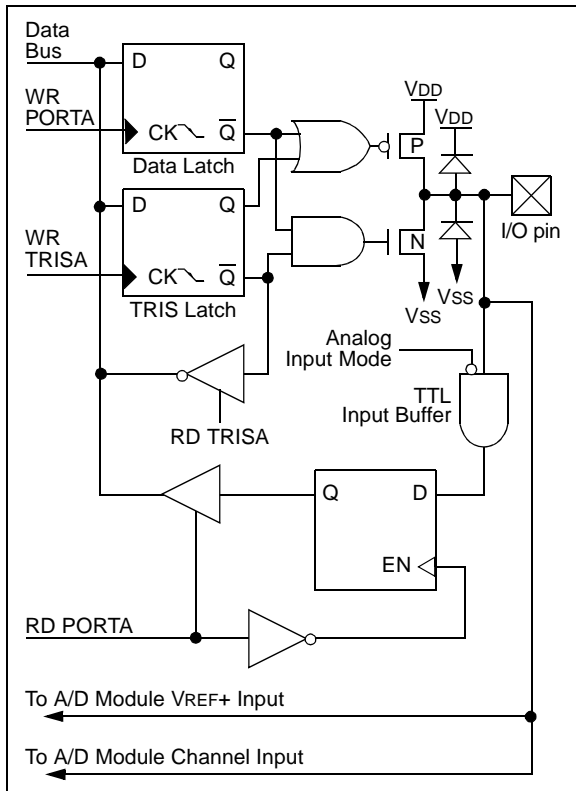 Data
Bus
D Q
VDD
WR
PORTA
VDD
CK Q
P
Data Latch
D Q
I/O pin
WR
TRISA
N
CK Q
VSS
TRIS Latch
VSS
Analog
Input Mode
TTL
Input Buffer
RD TRISA
Q D
EN
RD PORTA
To A/D Module VREF+ Input
To A/D Module Channel Input